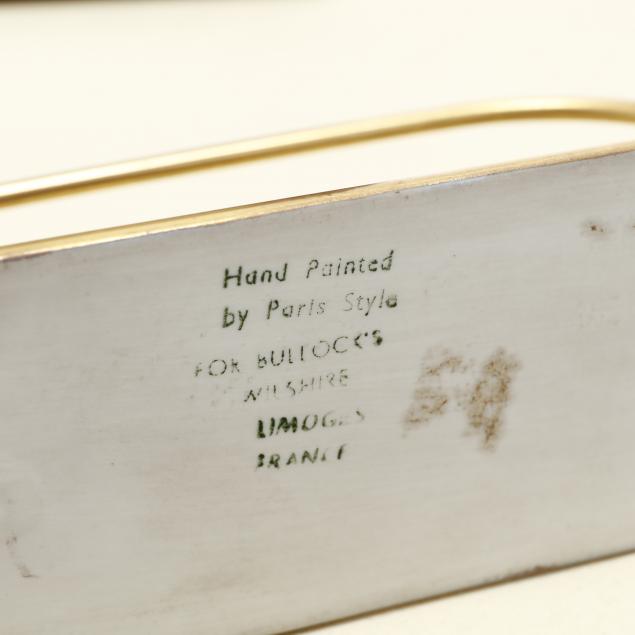 Hand Painted
by Paris Style
FOR BULLOCK'S
WILSHIRE
LIMOGES
FRANCE